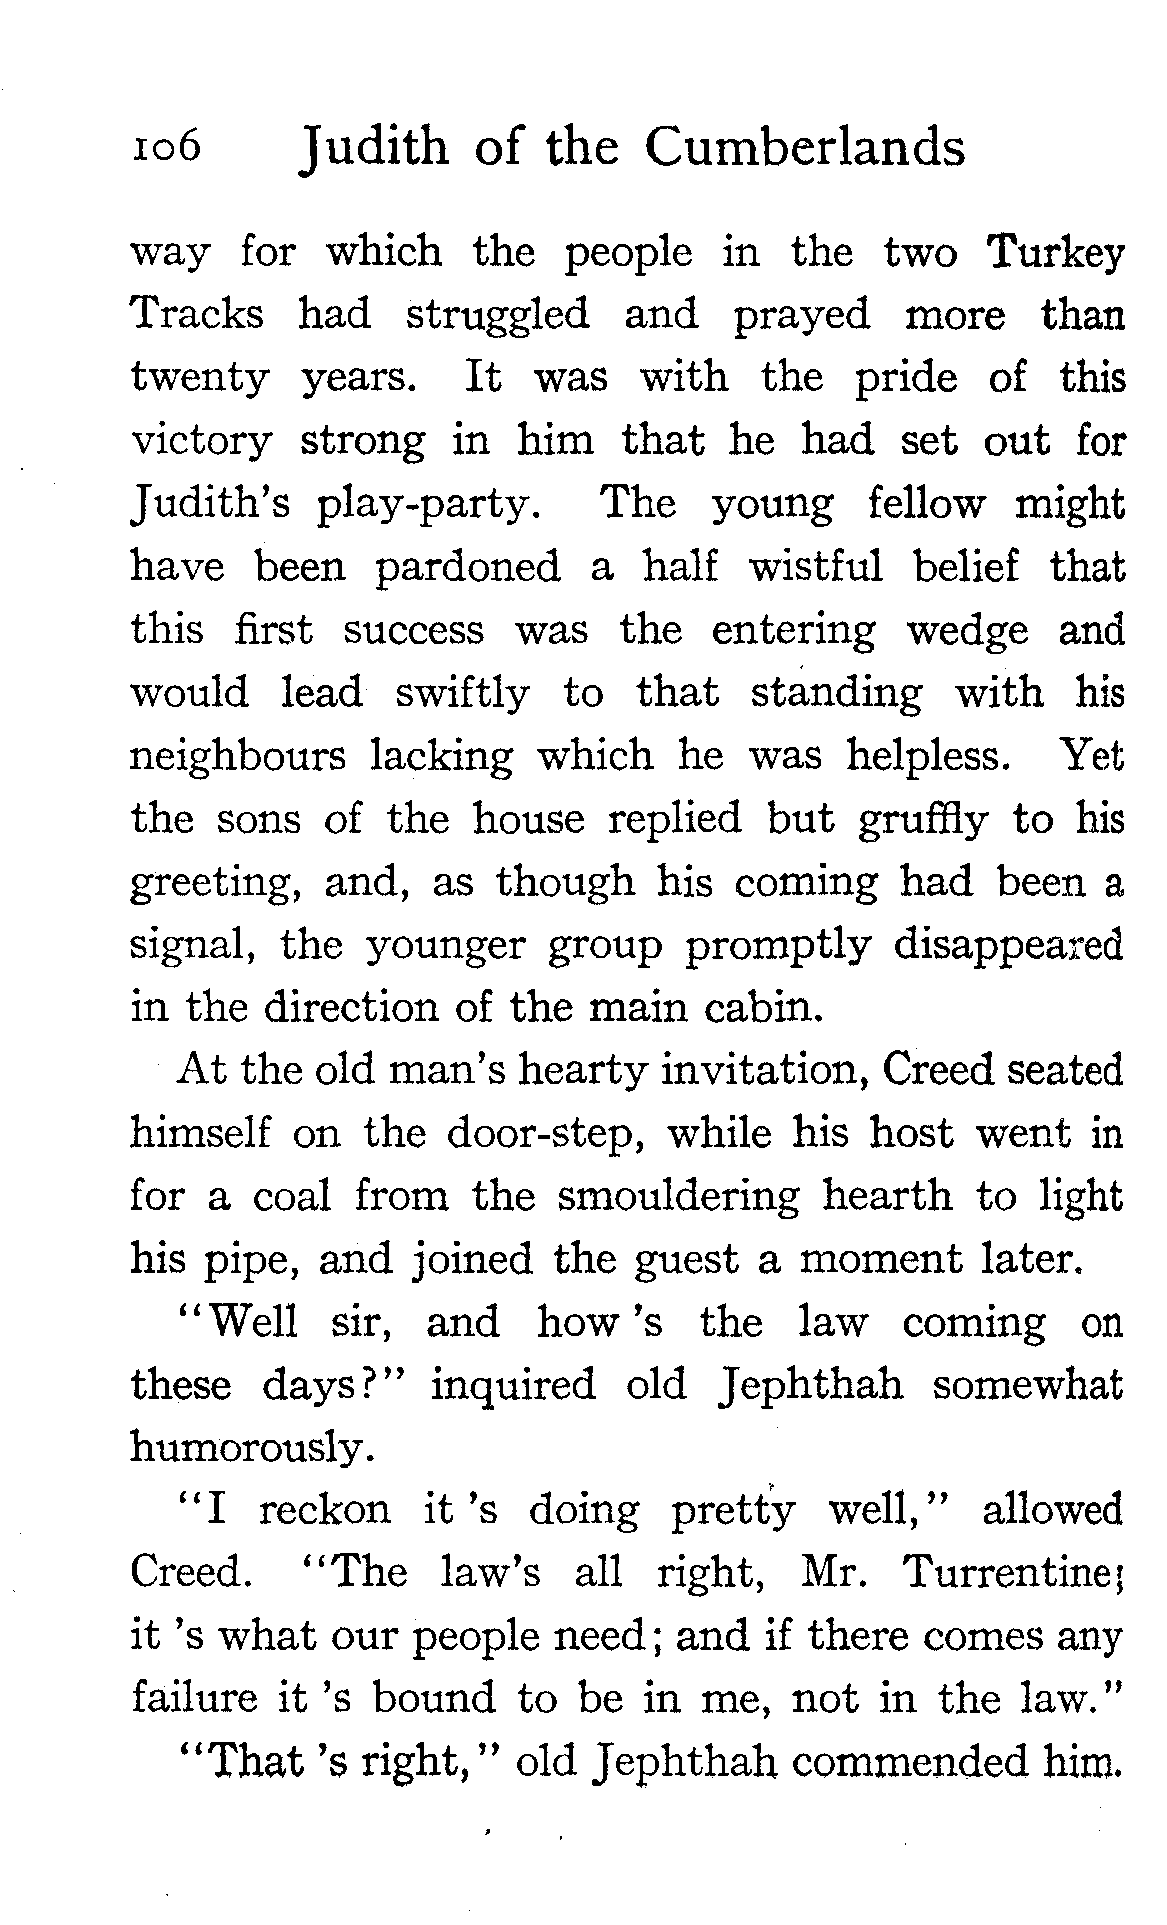 106 Judith of the Cumberlands
way for which the people in the two Turkey
Tracks had struggled and prayed more than
twenty years. It was with the pride of this
victory strong in him that he had set out for
Judith's play-party. The young fellow might
have been pardoned a half wistful belief that
this first success was the entering wedge and
would lead swiftly to that standing with his
neighbours lacking which he was helpless. Yet
the sons of the house replied but gruffly to his
greeting, and, as though his coming had been a
signal, the younger group promptly disappeared
in the direction of the main cabin.
At the old man's hearty invitation, Creed seated
himself on the door-step, while his host went in
for a coal from the smouldering hearth to light
his pipe, and joined the guest a moment later.
"Well sir, and how 's the law coming on
these days?" inquired old Jephthah somewhat
humorously.
"I reckon it 's doing pretty well," allowed
Creed. "The law's all right, Mr. Turrentine;
it 's what our people need; and if there comes any
failure it 's bound to be in me, not in the law."
"That 's right," old Jephthah commended him.